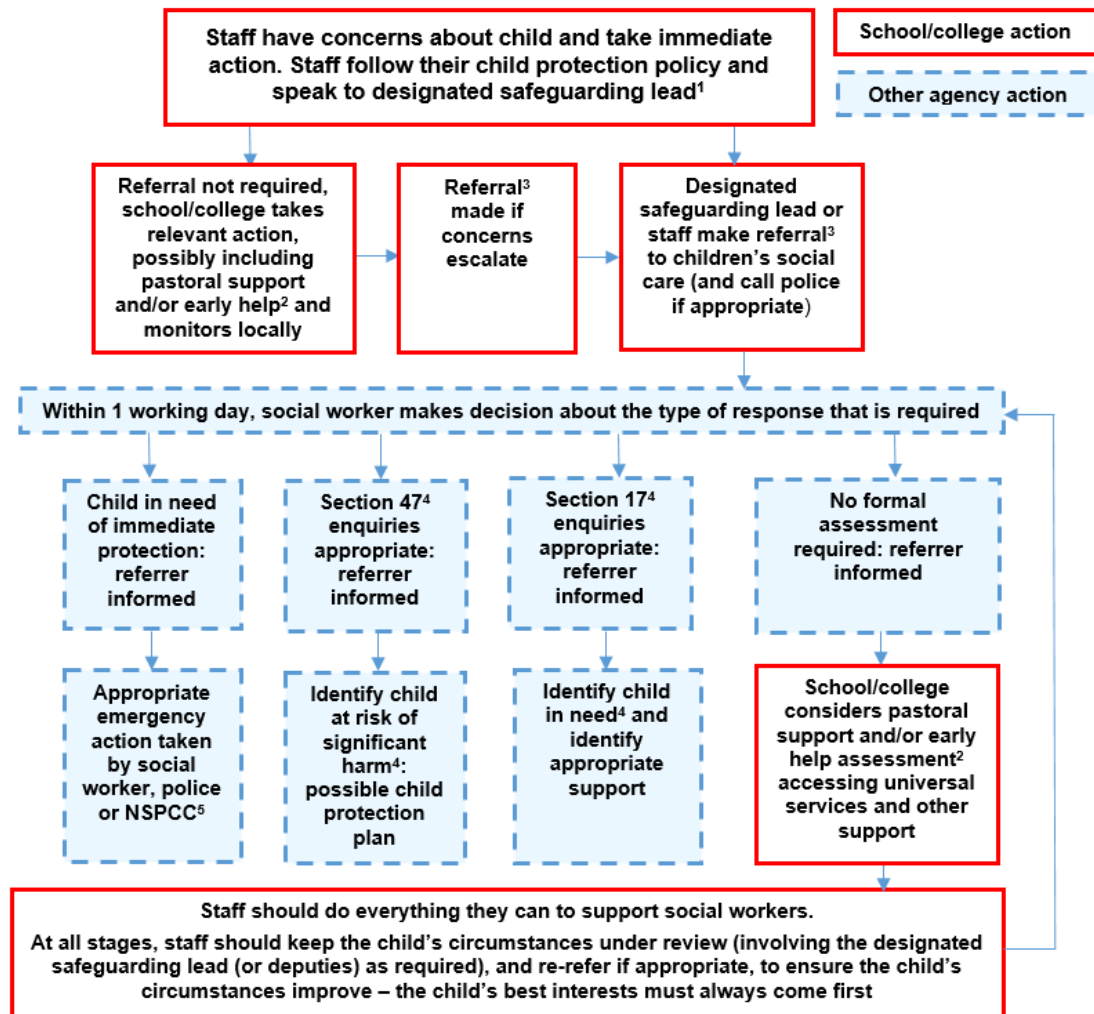 Staff have concerns about child and take immediate
action. Staff follow their child protection policy and
speak to designated safeguarding lead¹
School/college action
Other agency action
Referral not required,
school/college takes
relevant action,
possibly including
pastoral support
and/or early help² and
monitors locally
Referral³
made if
concerns
escalate
Designated
safeguarding lead or
staff make referral³
to children’s social
care (and call police
if appropriate)
Within 1 working day, social worker makes decision about the type of response that is required
Child in need
of immediate
protection:
referrer
informed
Section 47⁴
enquiries
appropriate:
referrer
informed
Section 17⁴
enquiries
appropriate:
referrer
informed
No formal
assessment
required: referrer
informed
Appropriate
emergency
action taken
by social
worker, police
or NSPCC⁵
Identify child
at risk of
significant
harm⁴:
possible child
protection
plan
Identify child
in need⁴ and
identify
appropriate
support
School/college
considers pastoral
support and/or early
help assessment²
accessing universal
services and other
support
Staff should do everything they can to support social workers.
At all stages, staff should keep the child’s circumstances under review (involving the designated
safeguarding lead (or deputies) as required), and re-refer if appropriate, to ensure the child’s
circumstances improve – the child’s best interests must always come first